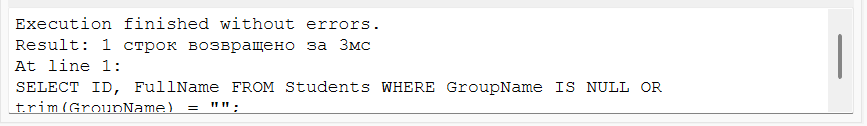 Execution finished without errors.
Result: 1 строк возвращено за 3мс
At line 1:
SELECT ID, FullName FROM Students WHERE GroupName IS NULL OR
trim(GroupName) = "";